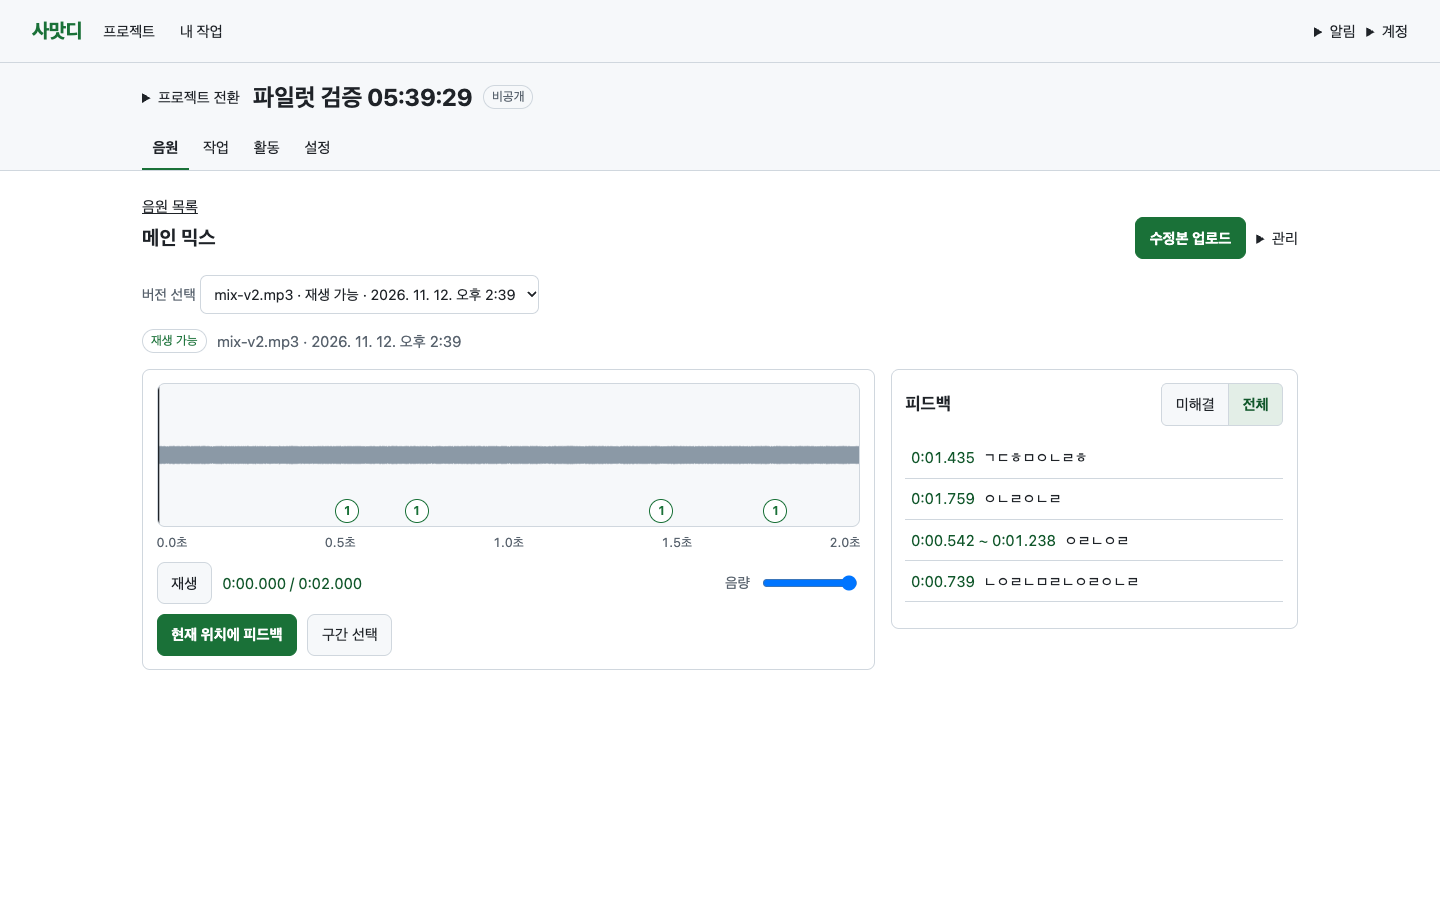 사맛디 프로젝트 내 작업 ▶ 알림 ▶ 계정
▶ 프로젝트 전환 파일럿 검증 05:39:29 비공개
음원 작업 활동 설정
음원 목록
메인 믹스
수정본 업로드 ▶ 관리
버전 선택 mix-v2.mp3 · 재생 가능 · 2026. 11. 12. 오후 2:39
재생 가능 mix-v2.mp3 · 2026. 11. 12. 오후 2:39
1 1 1 1
0.0초 0.5초 1.0초 1.5초 2.0초
재생 0:00.000 / 0:02.000 음량
현재 위치에 피드백 구간 선택
피드백 미해결 전체
0:01.435 ㄱㄷㅎㅁㅇㄴㄹㅎ
0:01.759 ㅇㄴㄹㅇㄴㄹ
0:00.542 ~ 0:01.238 ㅇㄹㄴㅇㄹ
0:00.739 ㄴㅇㄹㄴㅁㄹㄴㅇㄹㅇㄴㄹ